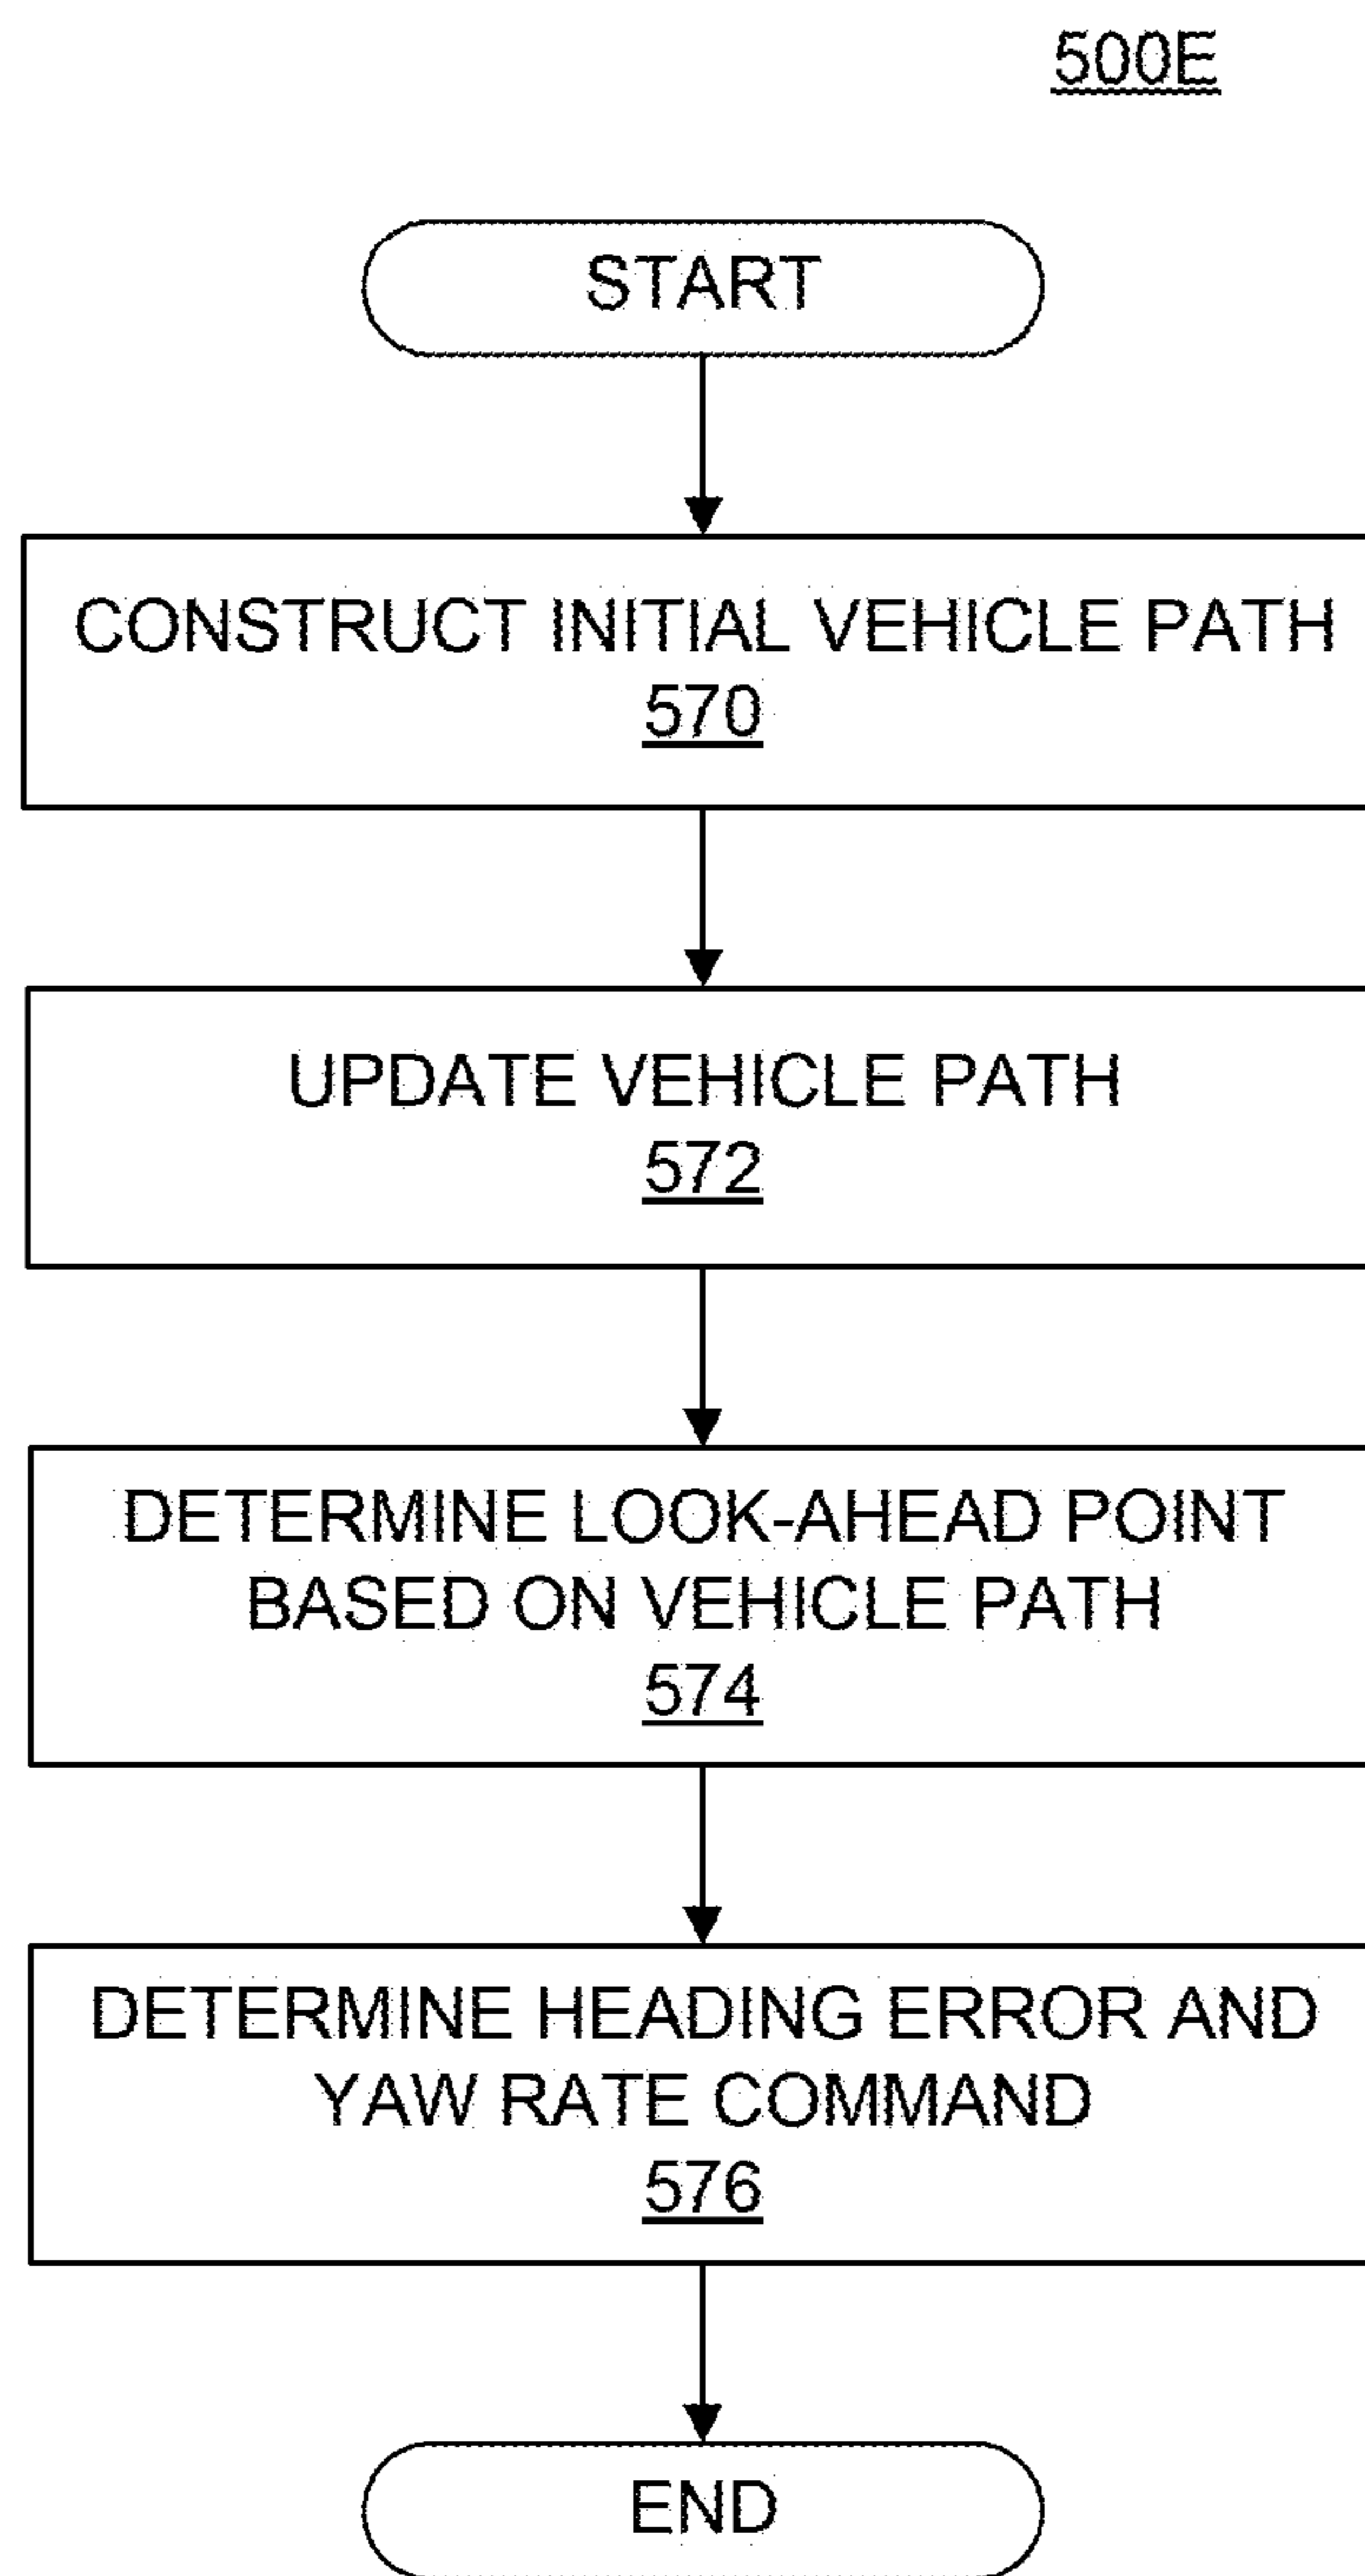 500E
START
CONSTRUCT INITIAL VEHICLE PATH
570
UPDATE VEHICLE PATH
572
DETERMINE LOOK-AHEAD POINT
BASED ON VEHICLE PATH
574
DETERMINE HEADING ERROR AND
YAW RATE COMMAND
576
END